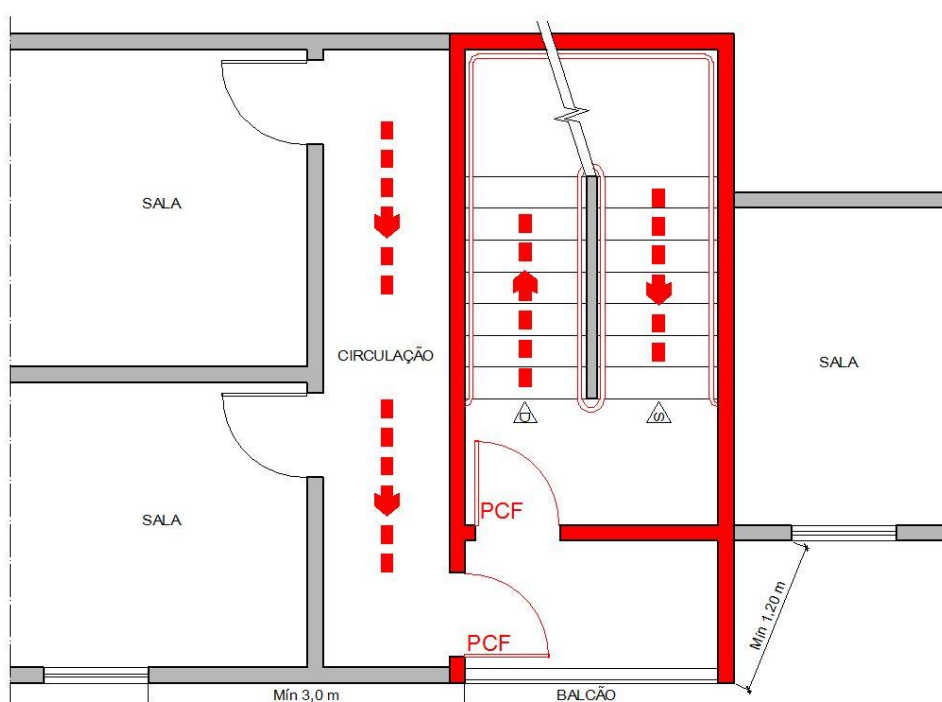 SALA
CIRCULAÇÃO
SALA
D
S
SALA
PCF
PCF
Mín 1,20 m
Mín 3,0 m
BALCÃO